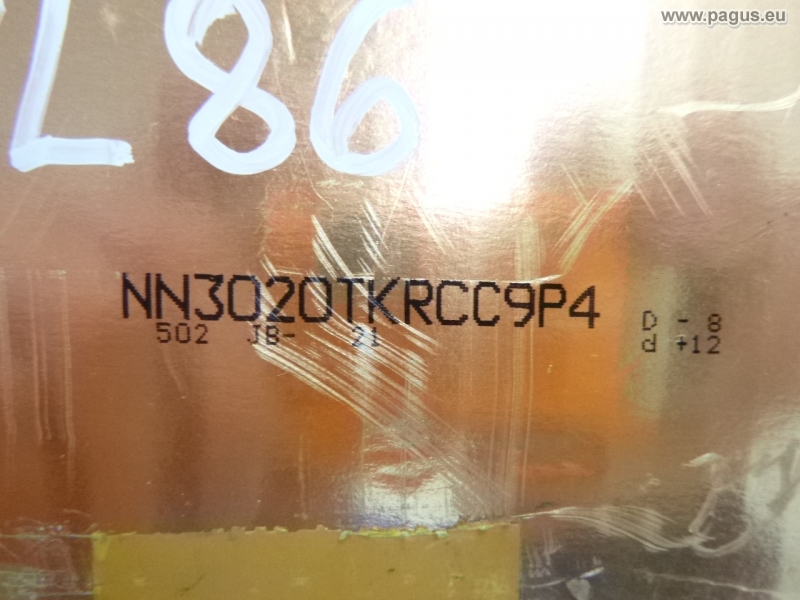 www.pagus.eu
L86
NN3020TKRCC9P4
502 JB- 21
D - 8
d +12